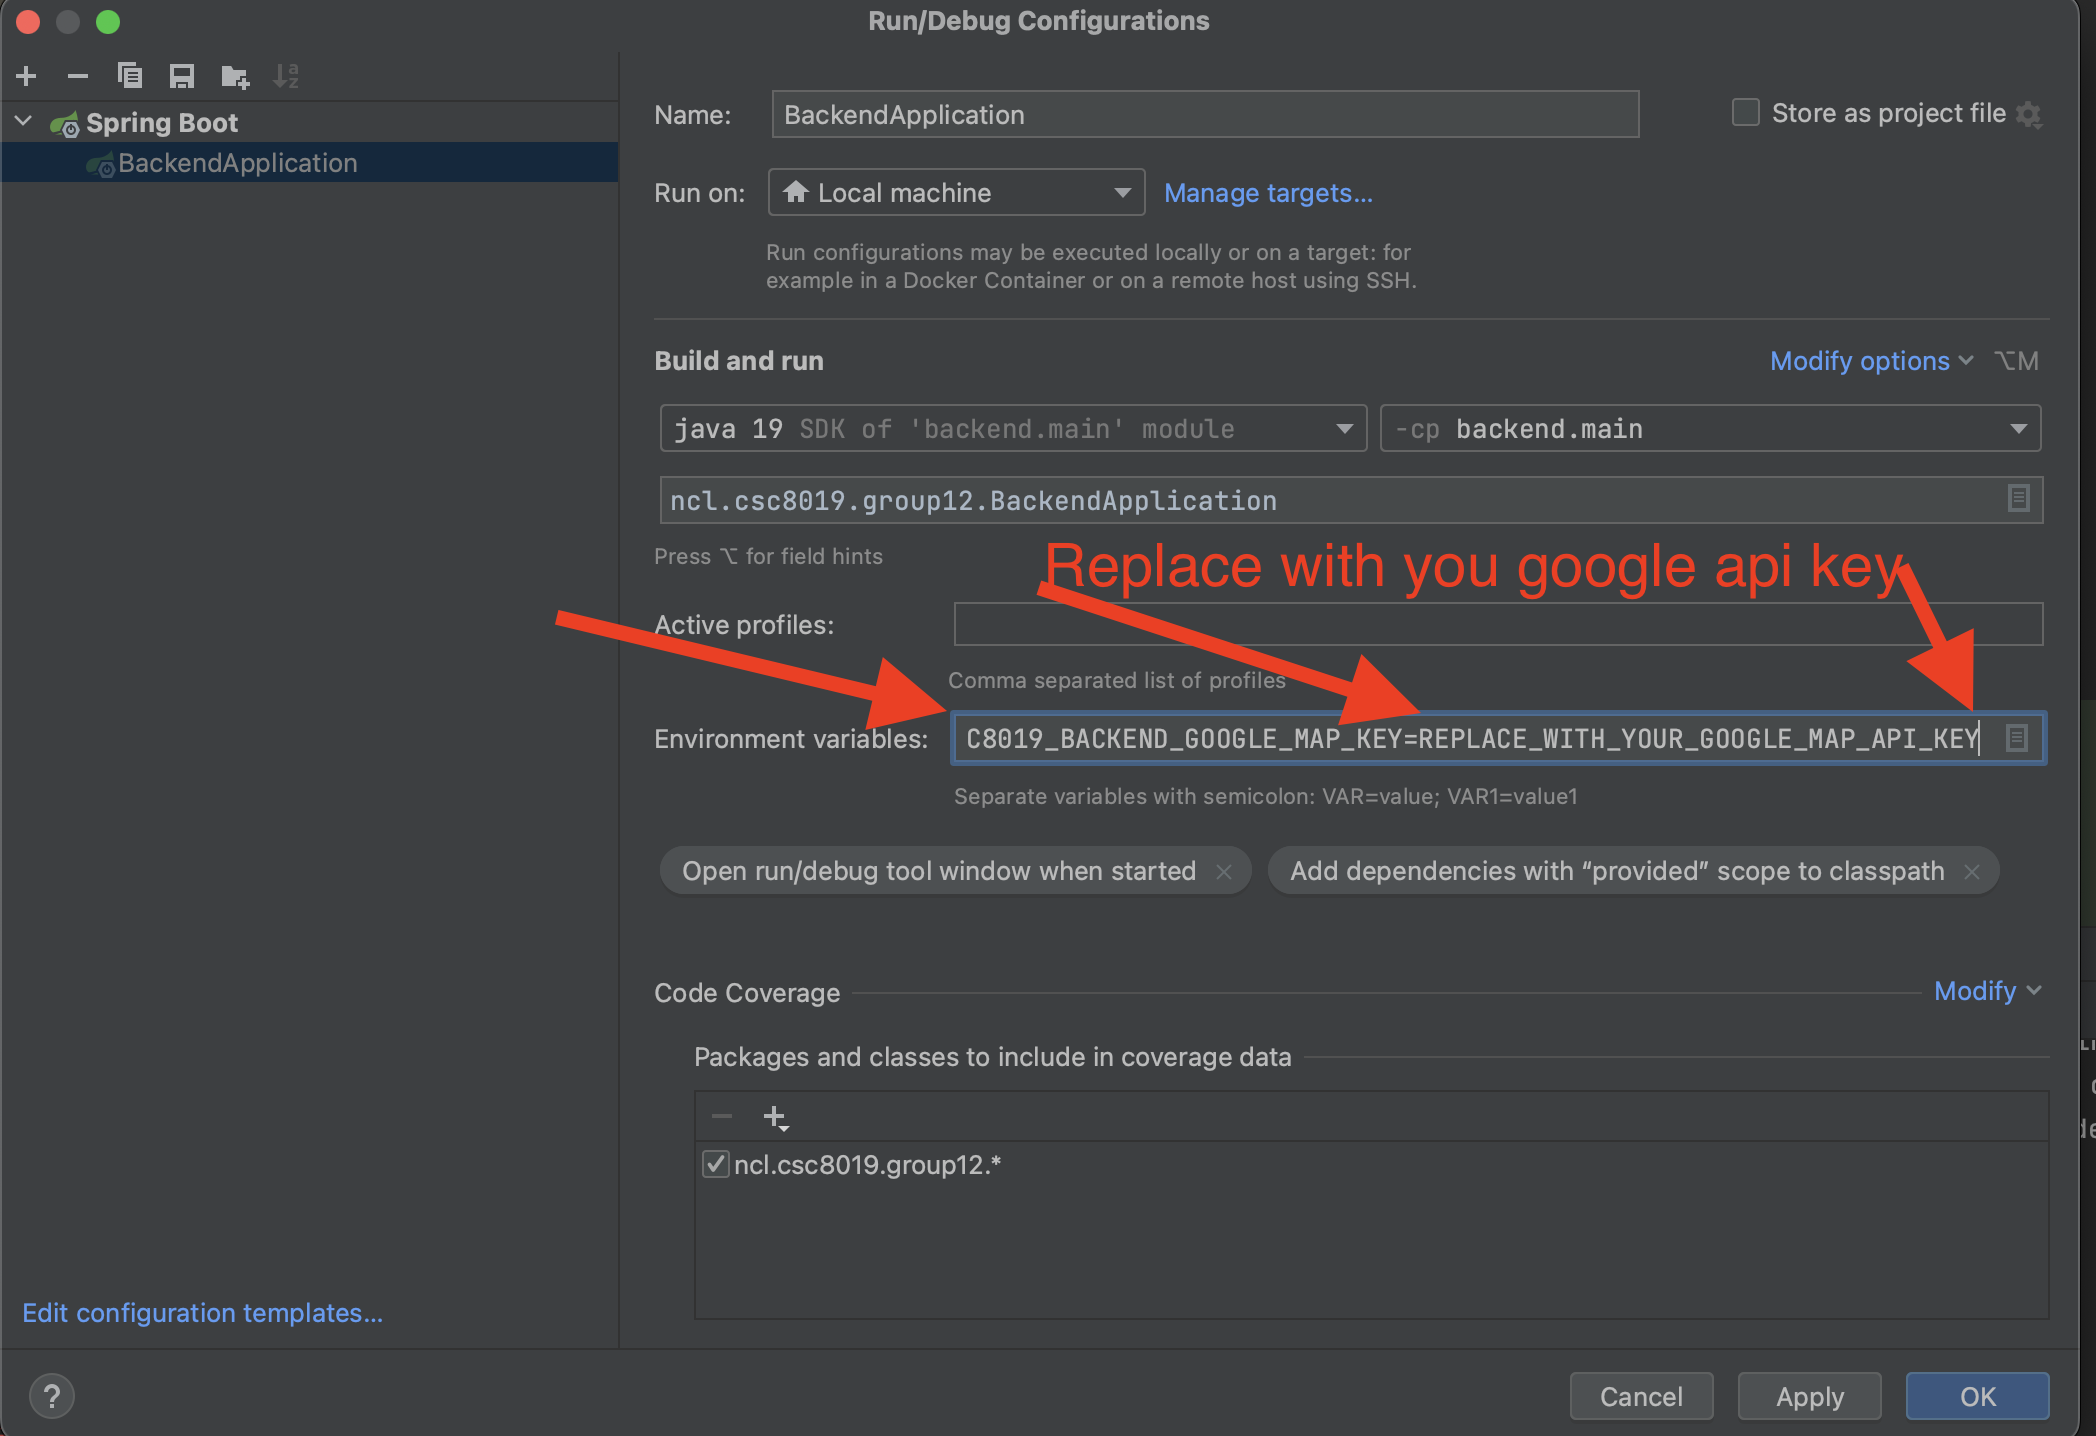 Run/Debug Configurations
Spring Boot
BackendApplication
Edit configuration templates...
Name: BackendApplication
Store as project file
Run on: Local machine Manage targets...
Run configurations may be executed locally or on a target: for
example in a Docker Container or on a remote host using SSH.
Build and run
Modify options ⌥M
java 19 SDK of 'backend.main' module
-cp backend.main
ncl.csc8019.group12.BackendApplication
Press ⌥ for field hints
Replace with you google api key
Active profiles:
Comma separated list of profiles
Environment variables: C8019_BACKEND_GOOGLE_MAP_KEY=REPLACE_WITH_YOUR_GOOGLE_MAP_API_KEY
Separate variables with semicolon: VAR=value; VAR1=value1
Open run/debug tool window when started
Add dependencies with “provided” scope to classpath
Code Coverage
Modify
Packages and classes to include in coverage data
ncl.csc8019.group12.*
?
Cancel
Apply
OK